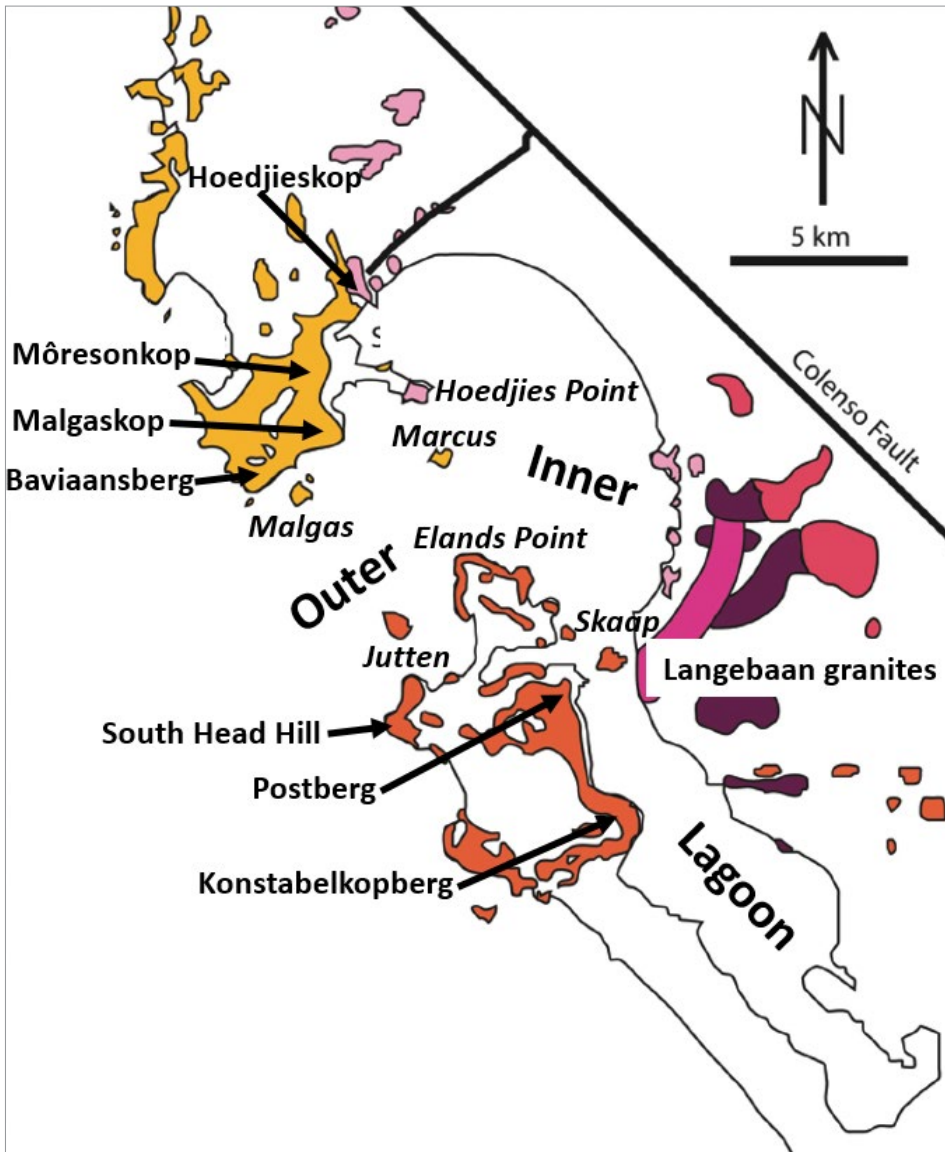 N
5 km
Hoedjieskop
Colenso Fault
Môresonkop
S
Hoedjies Point
Malgaskop
Marcus
Inner
Baviaansberg
Malgas
Elands Point
Outer
Skaap
Jutten
Langebaan granites
South Head Hill
Postberg
Lagoon
Konstabelkopberg